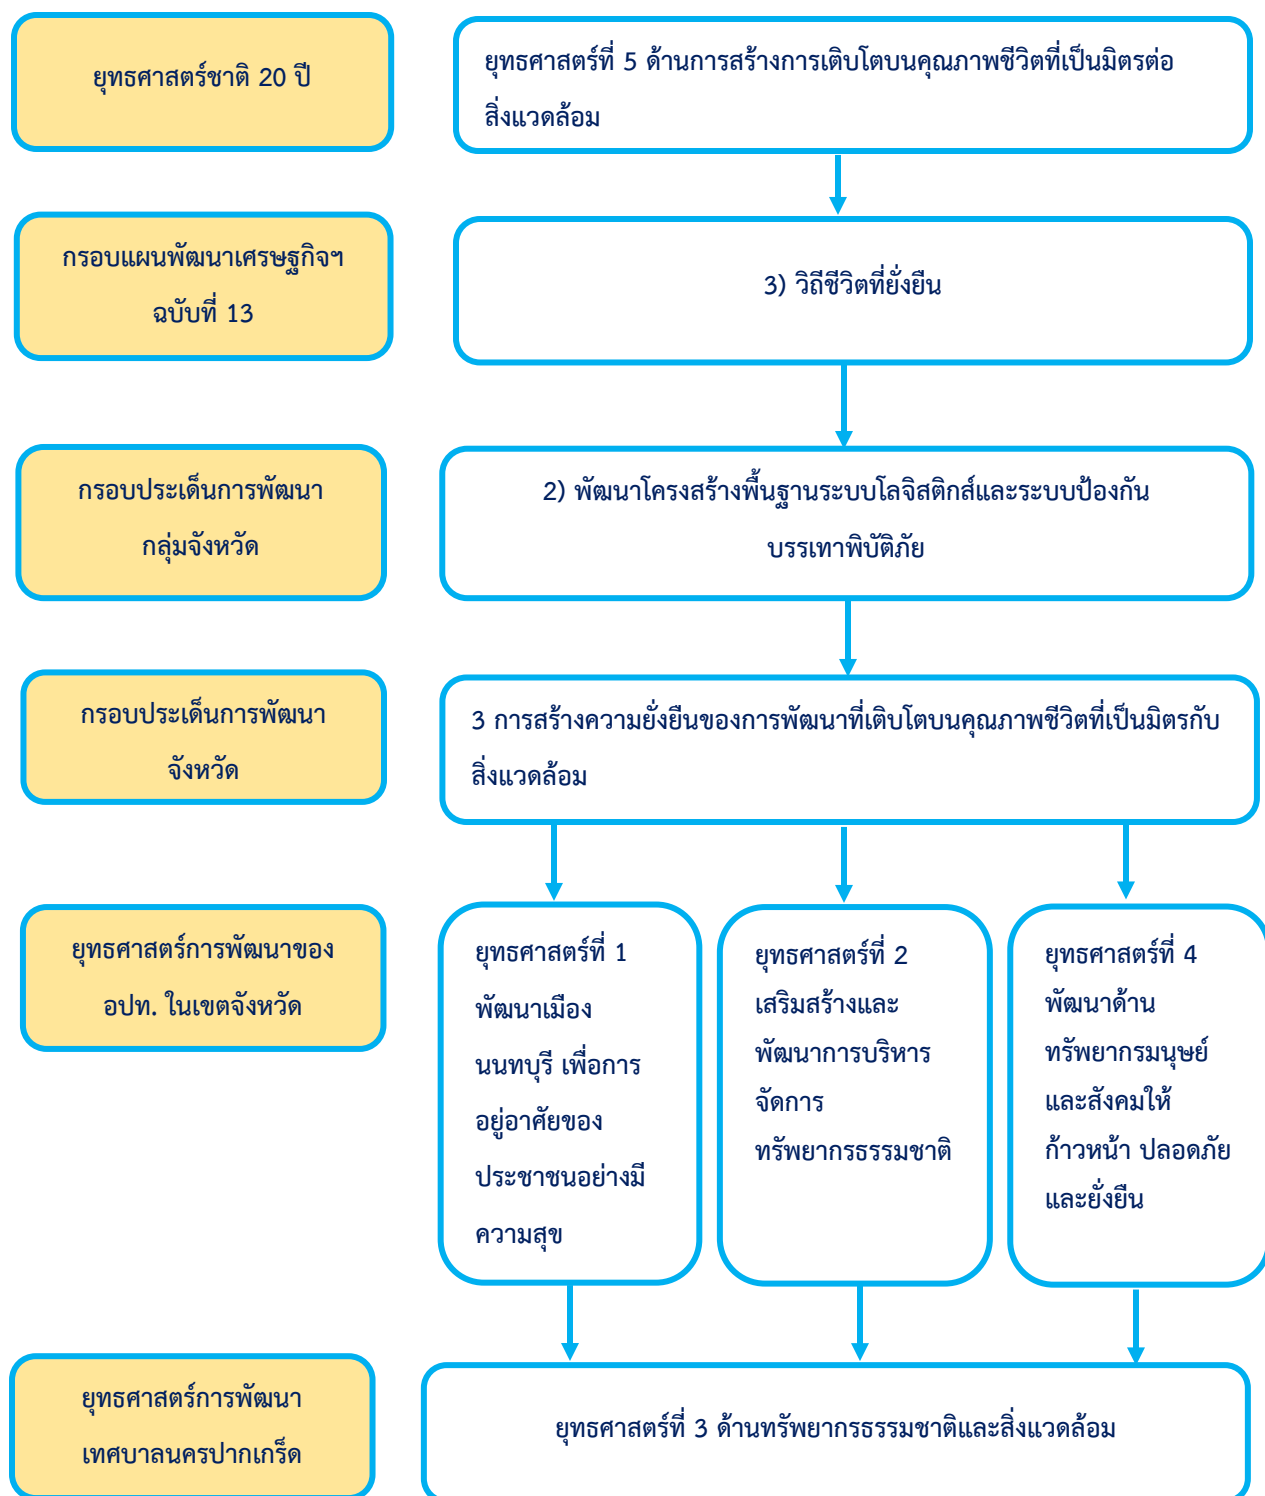 ยุทธศาสตร์ชาติ 20 ปี
ยุทธศาสตร์ที่ 5 ด้านการสร้างการเติบโตบนคุณภาพชีวิตที่เป็นมิตรต่อ
สิ่งแวดล้อม
กรอบแผนพัฒนาเศรษฐกิจฯ
ฉบับที่ 13
3) วิถีชีวิตที่ยั่งยืน
กรอบประเด็นการพัฒนา
กลุ่มจังหวัด
2) พัฒนาโครงสร้างพื้นฐานระบบโลจิสติกส์และระบบป้องกัน
บรรเทาพิบัติภัย
กรอบประเด็นการพัฒนา
จังหวัด
3 การสร้างความยั่งยืนของการพัฒนาที่เติบโตบนคุณภาพชีวิตที่เป็นมิตรกับ
สิ่งแวดล้อม
ยุทธศาสตร์การพัฒนาของ
อปท. ในเขตจังหวัด
ยุทธศาสตร์ที่ 1
พัฒนาเมือง
นนทบุรี เพื่อการ
อยู่อาศัยของ
ประชาชนอย่างมี
ความสุข
ยุทธศาสตร์ที่ 2
เสริมสร้างและ
พัฒนาการบริหาร
จัดการ
ทรัพยากรธรรมชาติ
ยุทธศาสตร์ที่ 4
พัฒนาด้าน
ทรัพยากรมนุษย์
และสังคมให้
ก้าวหน้า ปลอดภัย
และยั่งยืน
ยุทธศาสตร์การพัฒนา
เทศบาลนครปากเกร็ด
ยุทธศาสตร์ที่ 3 ด้านทรัพยากรธรรมชาติและสิ่งแวดล้อม